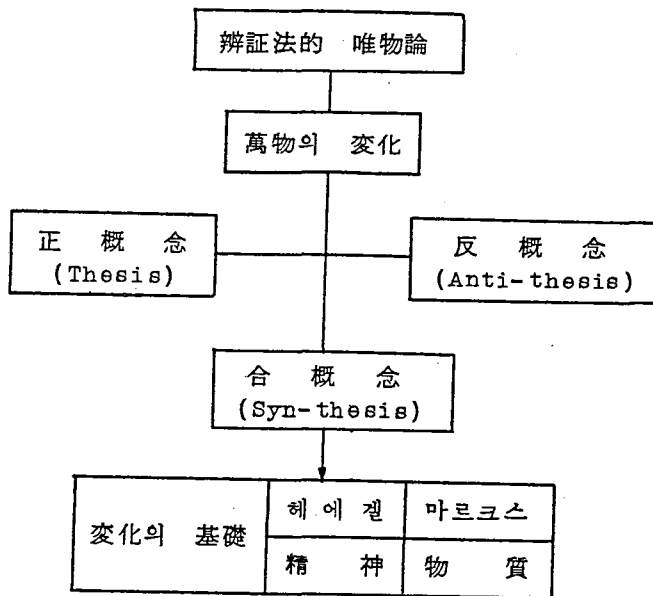 辨証法的 唯物論
萬物의 変化
正概念
(Thesis)
反概念
(Anti-thesis)
合概念
(Syn-thesis)
変化의 基礎
헤에겔 마르크스
精神 物質